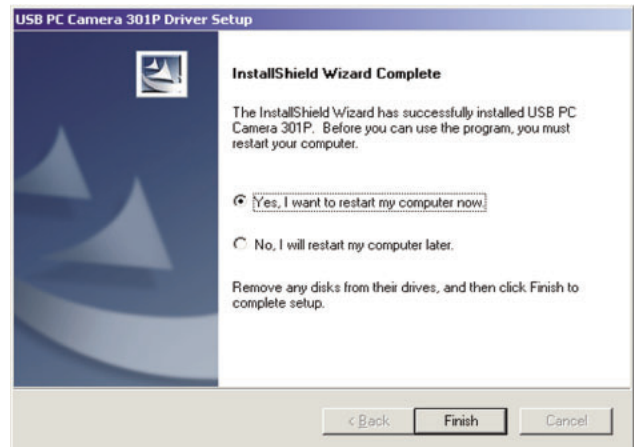 USB PC Camera 301P Driver Setup
InstallShield Wizard Complete
The InstallShield Wizard has successfully installed USB PC
Camera 301P. Before you can use the program, you must
restart your computer.
Yes, I want to restart my computer now.
No, I will restart my computer later.
Remove any disks from their drives, and then click Finish to
complete setup.
< Back Finish Cancel